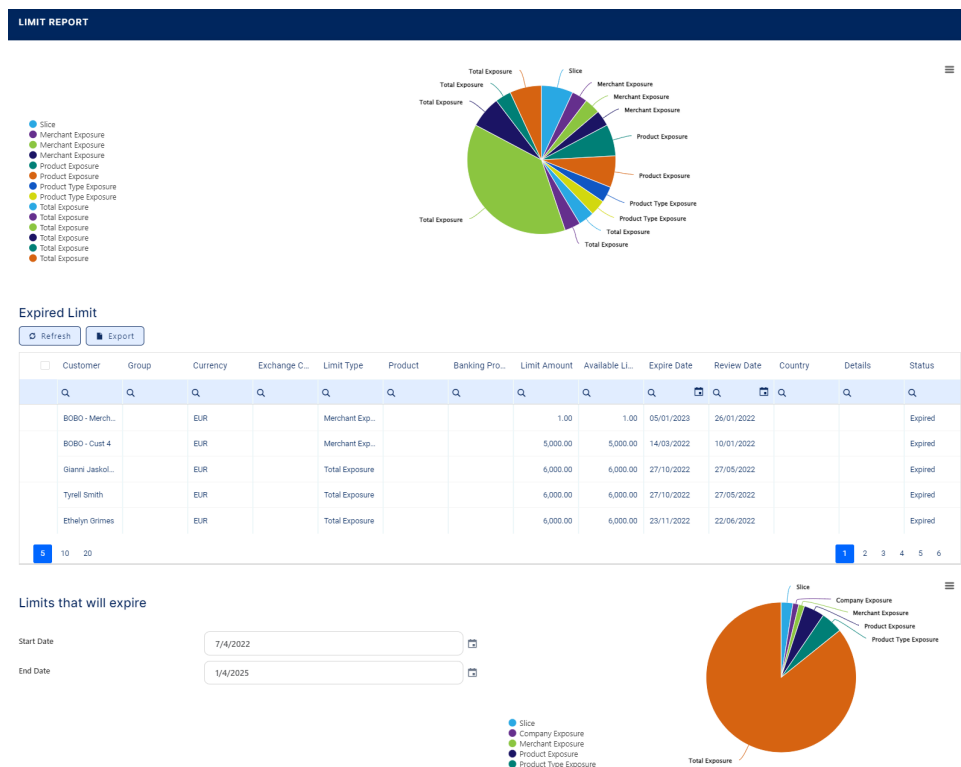 LIMIT REPORT
Slice
Merchant Exposure
Merchant Exposure
Merchant Exposure
Product Exposure
Product Exposure
Product Type Exposure
Product Type Exposure
Total Exposure
Total Exposure
Total Exposure
Total Exposure
Total Exposure
Total Exposure
Total Exposure
Slice
Total Exposure
Merchant Exposure
Total Exposure
Merchant Exposure
Merchant Exposure
Product Exposure
Product Exposure
Product Type Exposure
Total Exposure
Product Type Exposure
Total Exposure
Total Exposure
Expired Limit
Refresh Export
Customer Group Currency Exchange C... Limit Type Product Banking Pro... Limit Amount Available Li... Expire Date Review Date Country Details Status
BOBO - Merch... EUR Merchant Exp... 1.00 1.00 05/01/2023 26/01/2022 Expired
BOBO - Cust 4 EUR Merchant Exp... 5,000.00 5,000.00 14/03/2022 10/01/2022 Expired
Gianni Jaskol... EUR Total Exposure 6,000.00 6,000.00 27/10/2022 27/05/2022 Expired
Tyrell Smith EUR Total Exposure 6,000.00 6,000.00 27/10/2022 27/05/2022 Expired
Ethelyn Grimes EUR Total Exposure 6,000.00 6,000.00 23/11/2022 22/06/2022 Expired
5 10 20 1 2 3 4 5 6
Limits that will expire
Start Date 7/4/2022
End Date 1/4/2025
Slice
Company Exposure
Merchant Exposure
Product Exposure
Product Type Exposure
Slice
Company Exposure
Merchant Exposure
Product Exposure
Product Type Exposure
Total Exposure